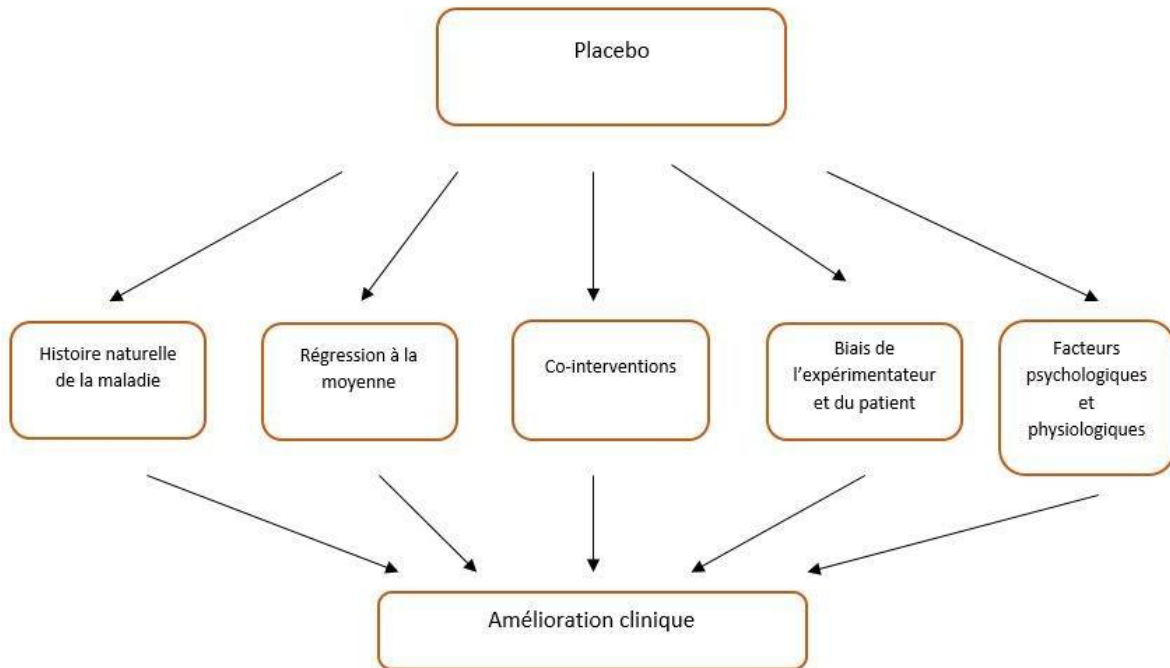 Placebo
Histoire naturelle
de la maladie
Régression à la
moyenne
Co-interventions
Biais de
l’expérimentateur
et du patient
Facteurs
psychologiques
et
physiologiques
Amélioration clinique